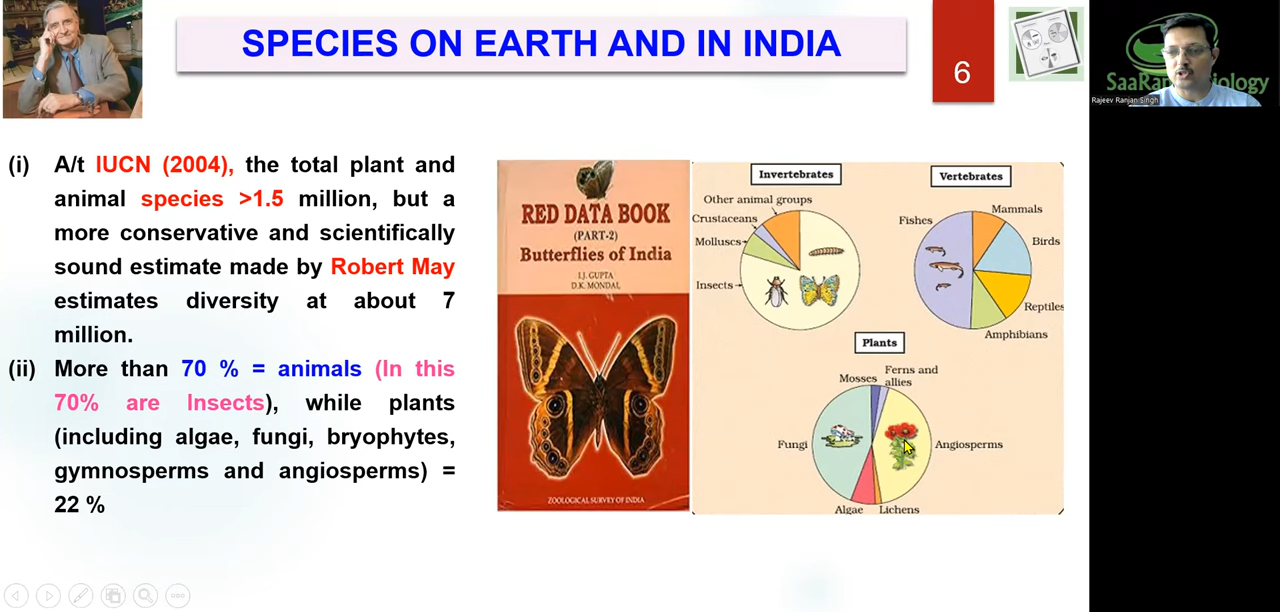 SPECIES ON EARTH AND IN INDIA
6
Rajeev Ranjan Singh
(i) A/t IUCN (2004), the total plant and
animal species >1.5 million, but a
more conservative and scientifically
sound estimate made by Robert May
estimates diversity at about 7
million.
(ii) More than 70 % = animals (In this
70% are Insects), while plants
(including algae, fungi, bryophytes,
gymnosperms and angiosperms) =
22 %
RED DATA BOOK
(PART-2)
Butterflies of India
I.J. GUPTA
D.K. MONDAL
ZOOLOGICAL SURVEY OF INDIA
Invertebrates
Other animal groups
Crustaceans
Molluscs
Insects
Vertebrates
Fishes
Mammals
Birds
Reptiles
Amphibians
Plants
Mosses
Ferns and
allies
Fungi
Angiosperms
Algae
Lichens